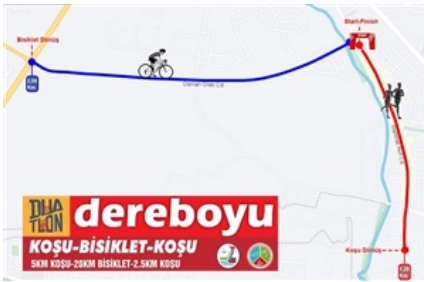 Bisiklet Dönüş
Start-Finish
Koşu Dönüş
DUATLON
dereboyu
KOŞU-BİSİKLET-KOŞU
5KM KOŞU-20KM BİSİKLET-2.5KM KOŞU